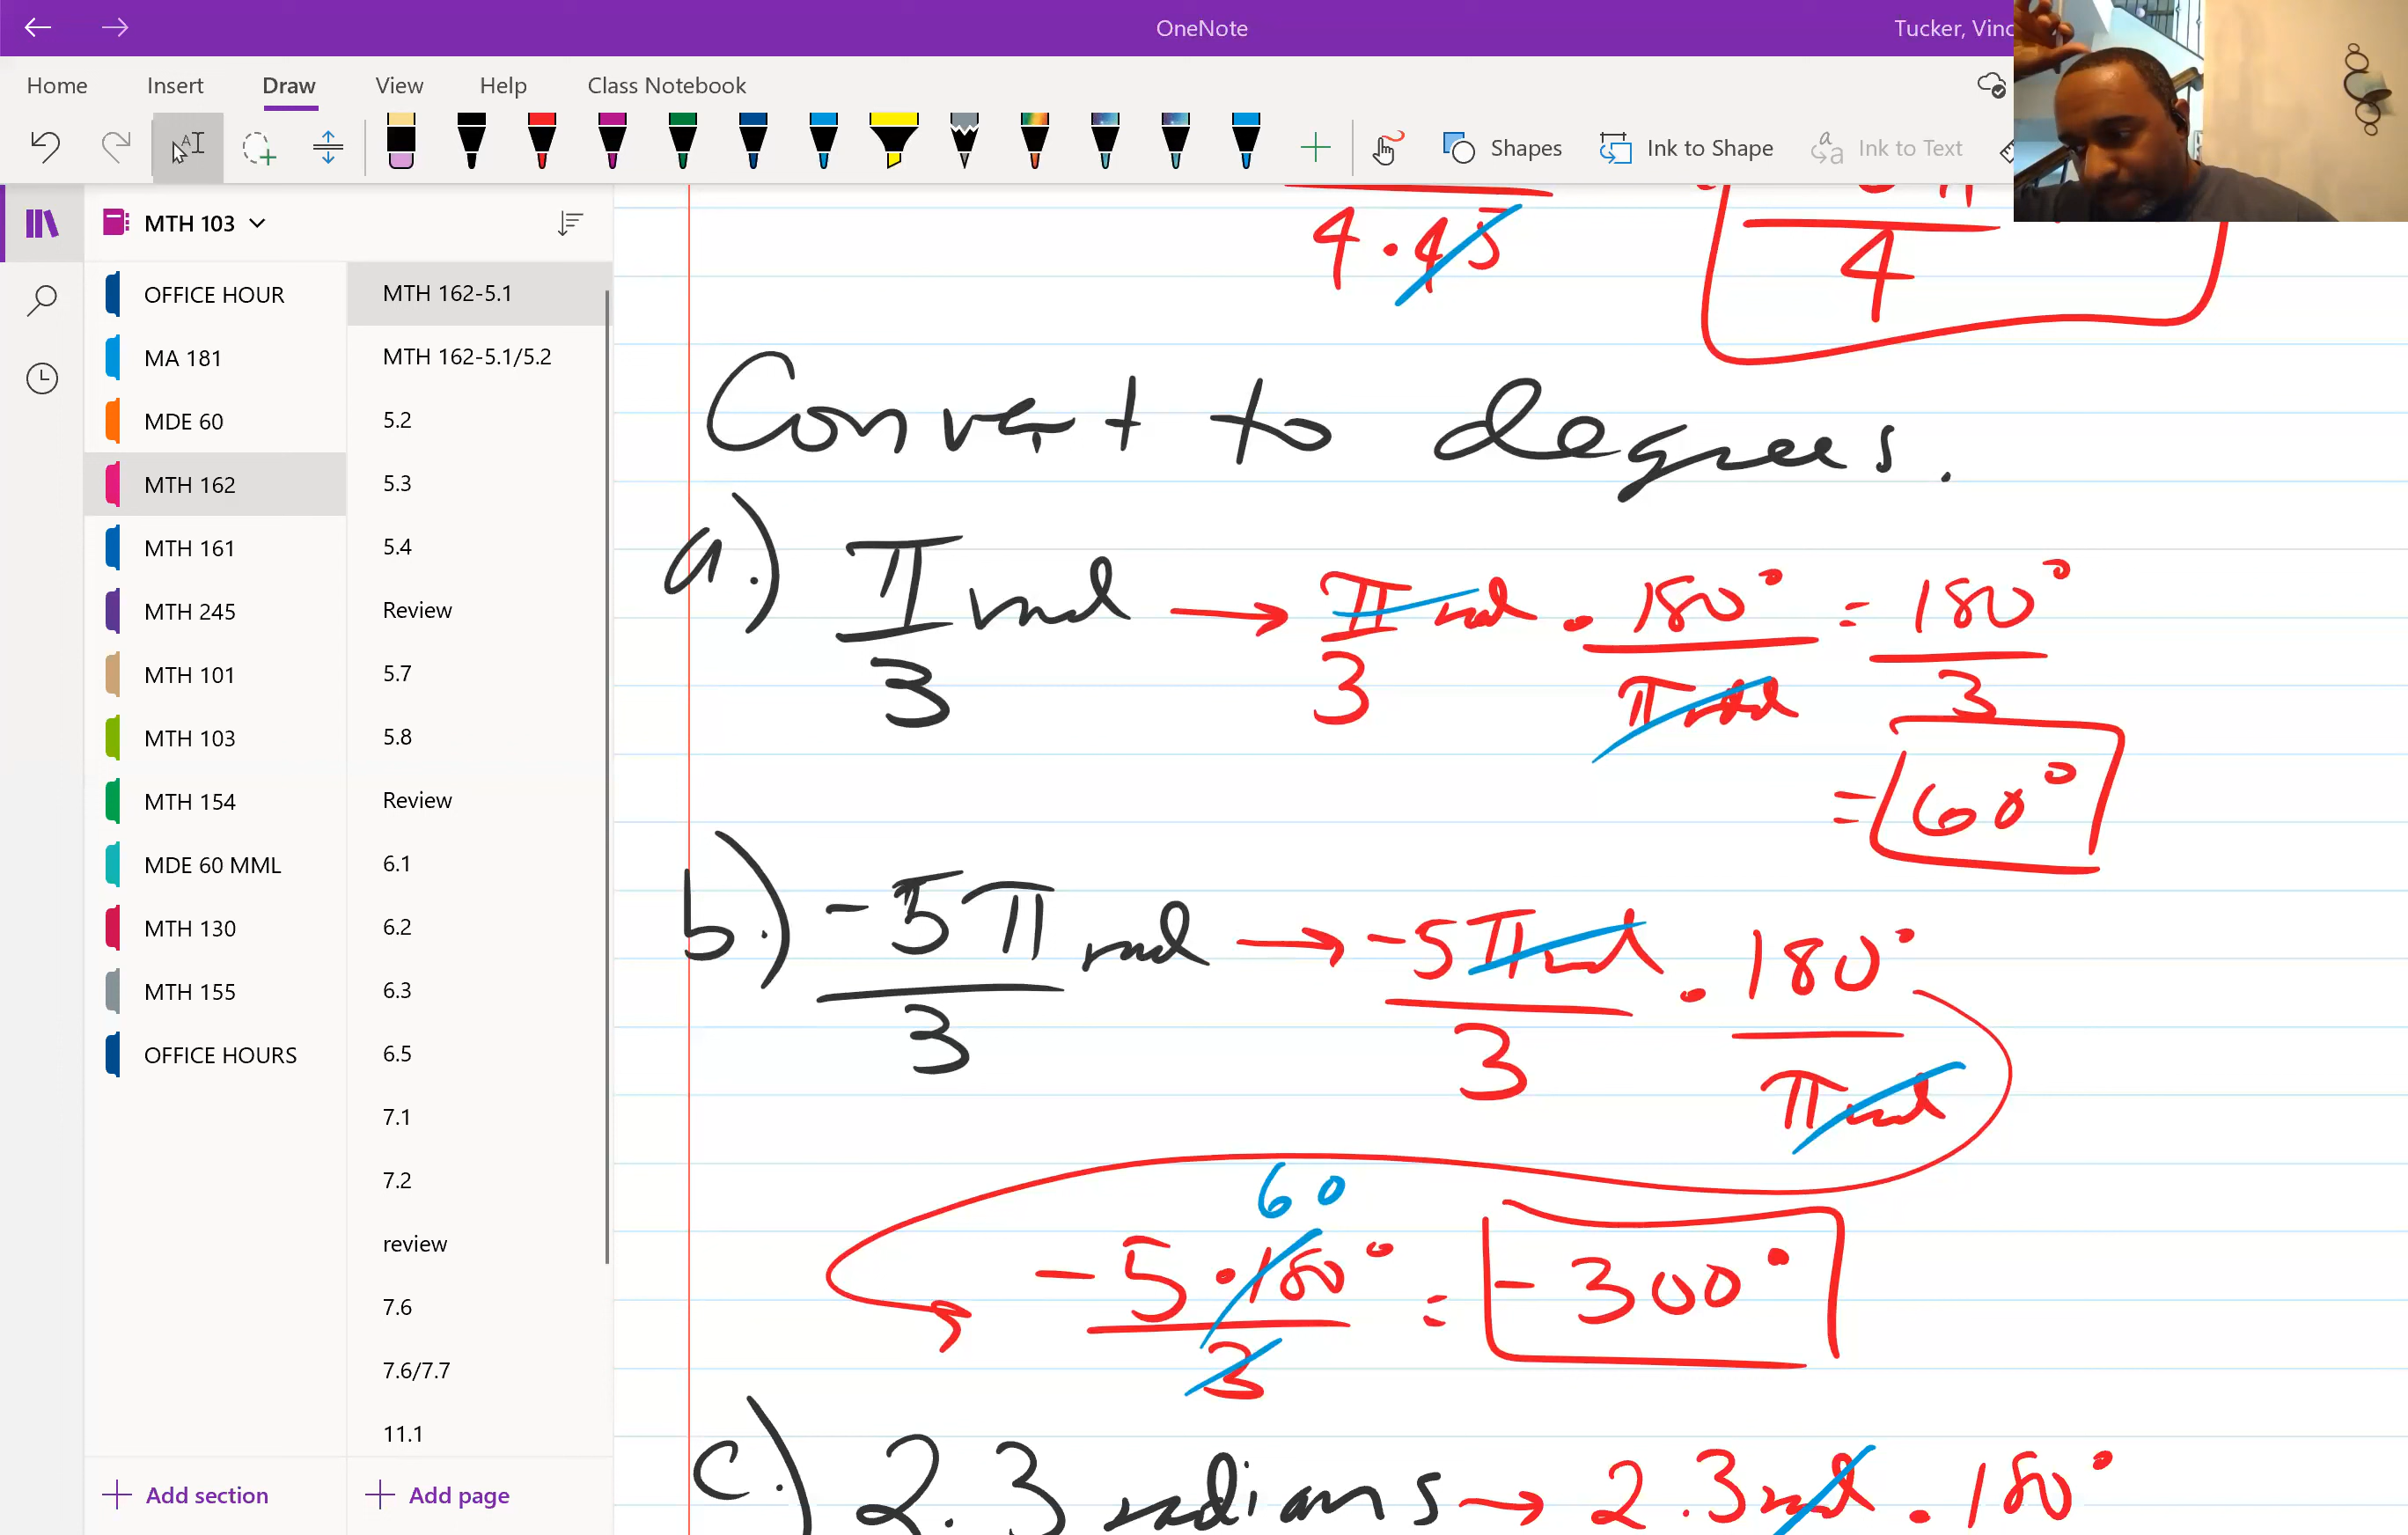 OneNote
Tucker, Vinc
Home Insert Draw View Help Class Notebook
Shapes Ink to Shape Ink to Text
MTH 103
OFFICE HOUR
MA 181
MDE 60
MTH 162
MTH 161
MTH 245
MTH 101
MTH 103
MTH 154
MDE 60 MML
MTH 130
MTH 155
OFFICE HOURS
Add section
MTH 162-5.1
MTH 162-5.1/5.2
5.2
5.3
5.4
Review
5.7
5.8
Review
6.1
6.2
6.3
6.5
7.1
7.2
review
7.6
7.6/7.7
11.1
Add page
4 · 45
4
Convert to degrees.
a.) π/3 rad → π rad/3 · 180°/π rad = 180°/3
= 60°
b.) -5π/3 rad → -5π rad/3 · 180°/π rad
60
-5 · 180°/3 = -300°
c.) 2.3 radians → 2.3 rad · 180°